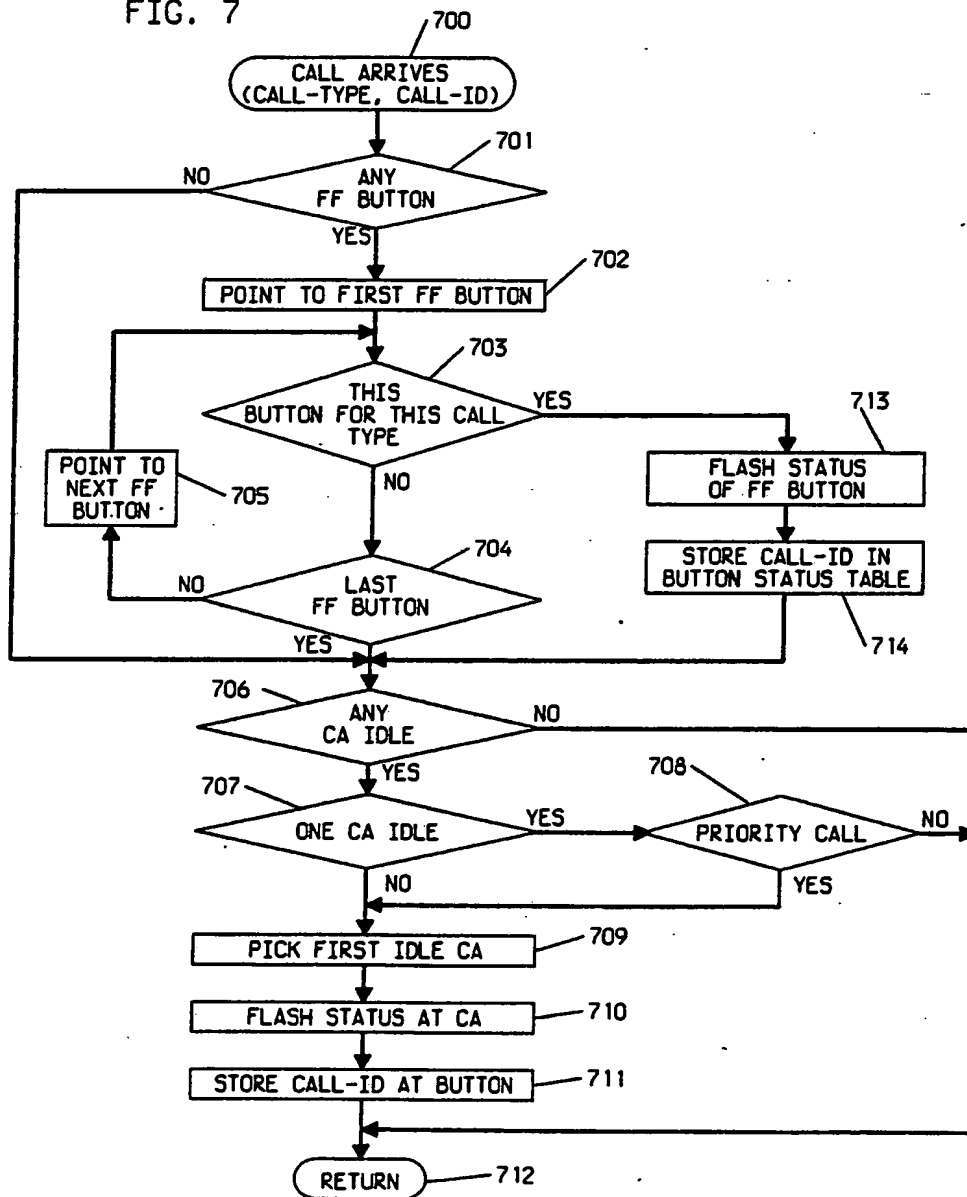 FIG. 7
700
CALL ARRIVES
(CALL-TYPE, CALL-ID)
701
NO
ANY
FF BUTTON
YES
702
POINT TO FIRST FF BUTTON
703
THIS
BUTTON FOR THIS CALL
TYPE
YES
713
FLASH STATUS
OF FF BUTTON
POINT TO
NEXT FF
BUTTON
705
NO
704
STORE CALL-ID IN
BUTTON STATUS TABLE
NO
LAST
FF BUTTON
YES
714
706
ANY
CA IDLE
NO
YES
707
708
ONE CA IDLE
YES
PRIORITY CALL
NO
NO
YES
709
PICK FIRST IDLE CA
FLASH STATUS AT CA
710
STORE CALL-ID AT BUTTON
711
RETURN
712